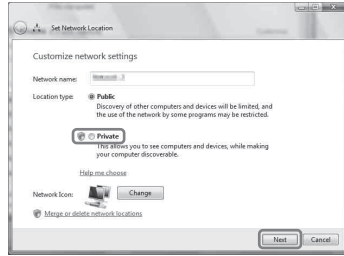 Set Network Location
Customize network settings
Network name:
Location type:
Public
Discovery of other computers and devices will be limited, and
the use of network by some programs may be restricted.
Private
This allows you to see computers and devices, while making
your computer discoverable.
Help me choose
Network Icon:
Change
Merge or delete network locations
Next
Cancel